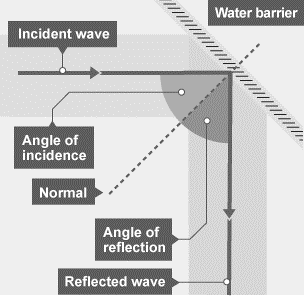 Water barrier
Incident wave
Angle of
incidence
Normal
Angle of
reflection
Reflected wave